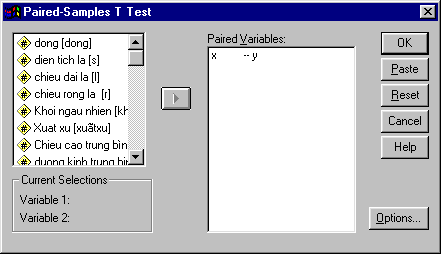 Paired-Samples T Test
dong [dong]
dien tich la [s]
chieu dai la [l]
chieu rong la [r]
Khoi ngau nhien [kh
Xuat xu [xuãtxu]
Chieu cao trung bin
duong kinh trung bin
Current Selections
Variable 1:
Variable 2:
Paired Variables:
x -- y
OK
Paste
Reset
Cancel
Help
Options...